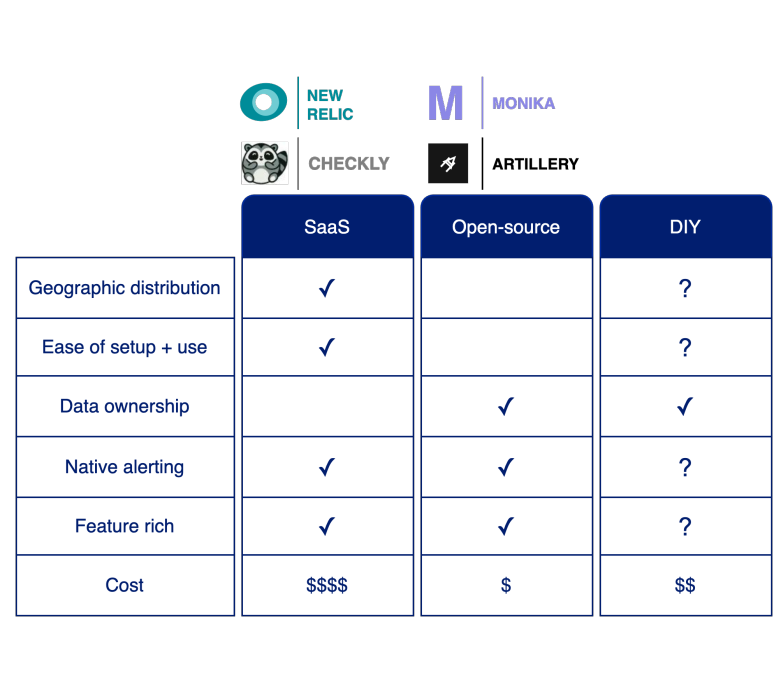 NEW
RELIC
M
MONIKA
CHECKLY
ARTILLERY
SaaS Open-source DIY
Geographic distribution ✓ ?
Ease of setup + use ✓ ?
Data ownership ✓ ✓
Native alerting ✓ ✓ ?
Feature rich ✓ ✓ ?
Cost $$$$ $ $$